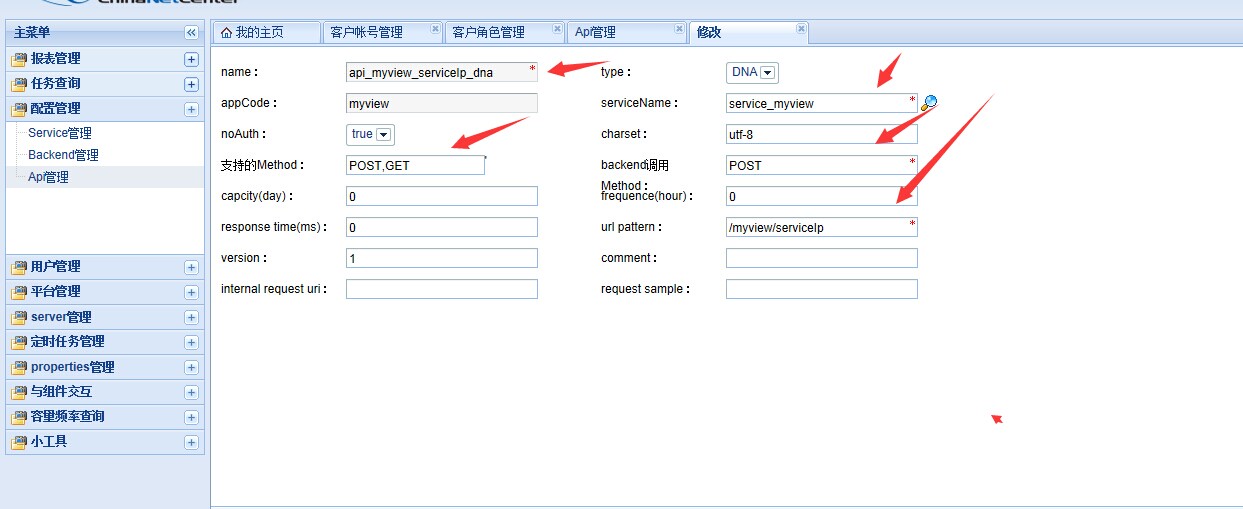 ChinaNetCenter
主菜单
我的主页
客户帐号管理
客户角色管理
Api管理
修改
报表管理
任务查询
配置管理
Service管理
Backend管理
Api管理
用户管理
平台管理
server管理
定时任务管理
properties管理
与组件交互
容量频率查询
小工具
name： api_myview_serviceIp_dna *
type： DNA
appCode： myview
serviceName： service_myview *
noAuth： true
charset： utf-8
支持的Method： POST,GET *
backend调用Method： POST *
capcity(day)： 0
frequence(hour)： 0
response time(ms)： 0
url pattern： /myview/serviceIp *
version： 1
comment：
internal request uri：
request sample：